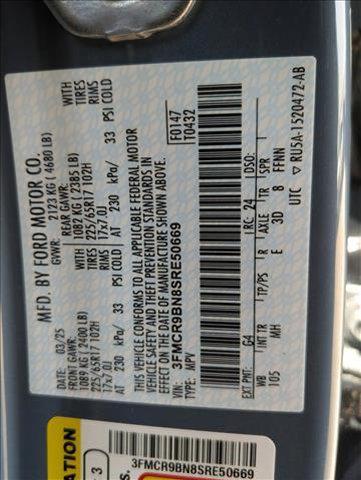 MFD. BY FORD MOTOR CO.
DATE: 03/25
GVWR: 2123 KG ( 4680 LB)
FRONT GAWR: 1089 KG (2400 LB)
REAR GAWR: 1082 KG (2385 LB)
WITH 225/65R17 102H TIRES
WITH 225/65R17 102H TIRES
17x7.0J RIMS
17x7.0J RIMS
AT 230 kPa/ 33 PSI COLD
AT 230 kPa/ 33 PSI COLD
THIS VEHICLE CONFORMS TO ALL APPLICABLE FEDERAL MOTOR
VEHICLE SAFETY AND THEFT PREVENTION STANDARDS IN
EFFECT ON THE DATE OF MANUFACTURE SHOWN ABOVE.
VIN: 3FMCR9BN8SRE50669
TYPE: MPV
F0147
T0432
EXT PNT: G4 RC: 24 DSO:
WB INT TR TP/PS R AXLE TR SPR
105 MH E 3D 8 FFNN
UTC ▽ RU5A-1520472-AB
3FMCR9BN8SRE50669